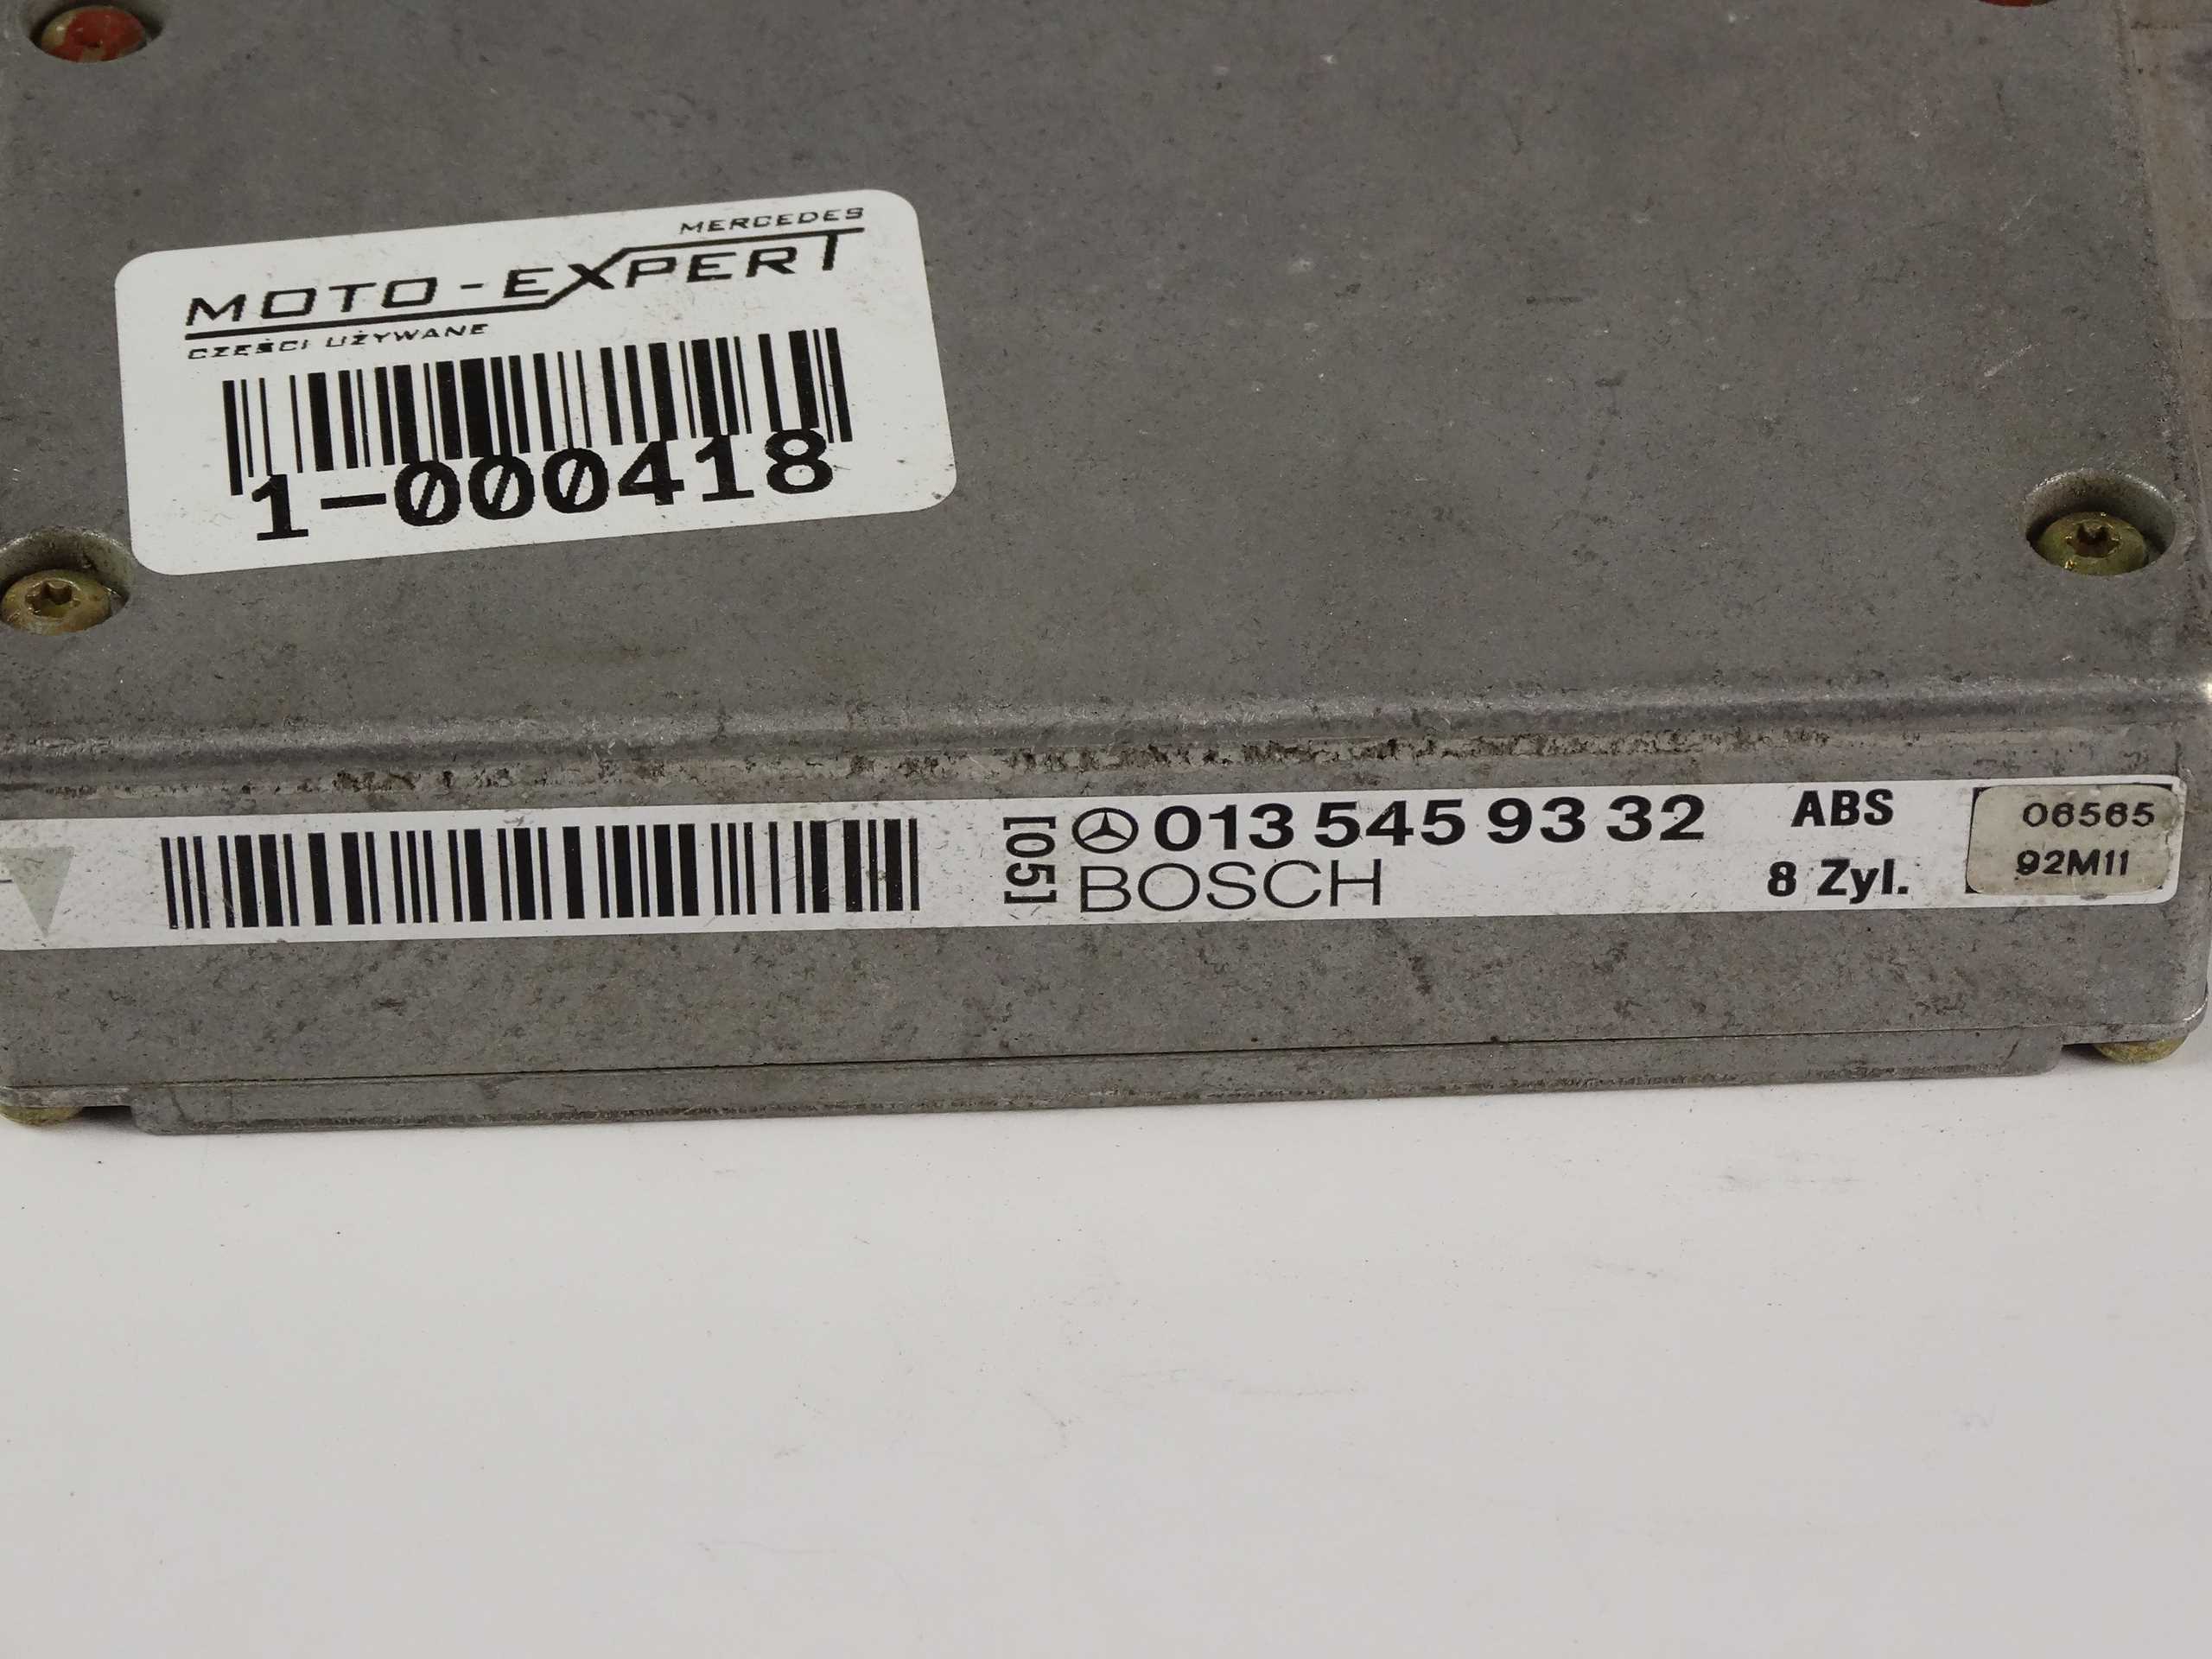 MERCEDES
MOTO-EXPERT
CZĘŚCI UŻYWANE
1-000418
[05] 013 545 93 32 ABS 06565
BOSCH 8 Zyl. 92M11